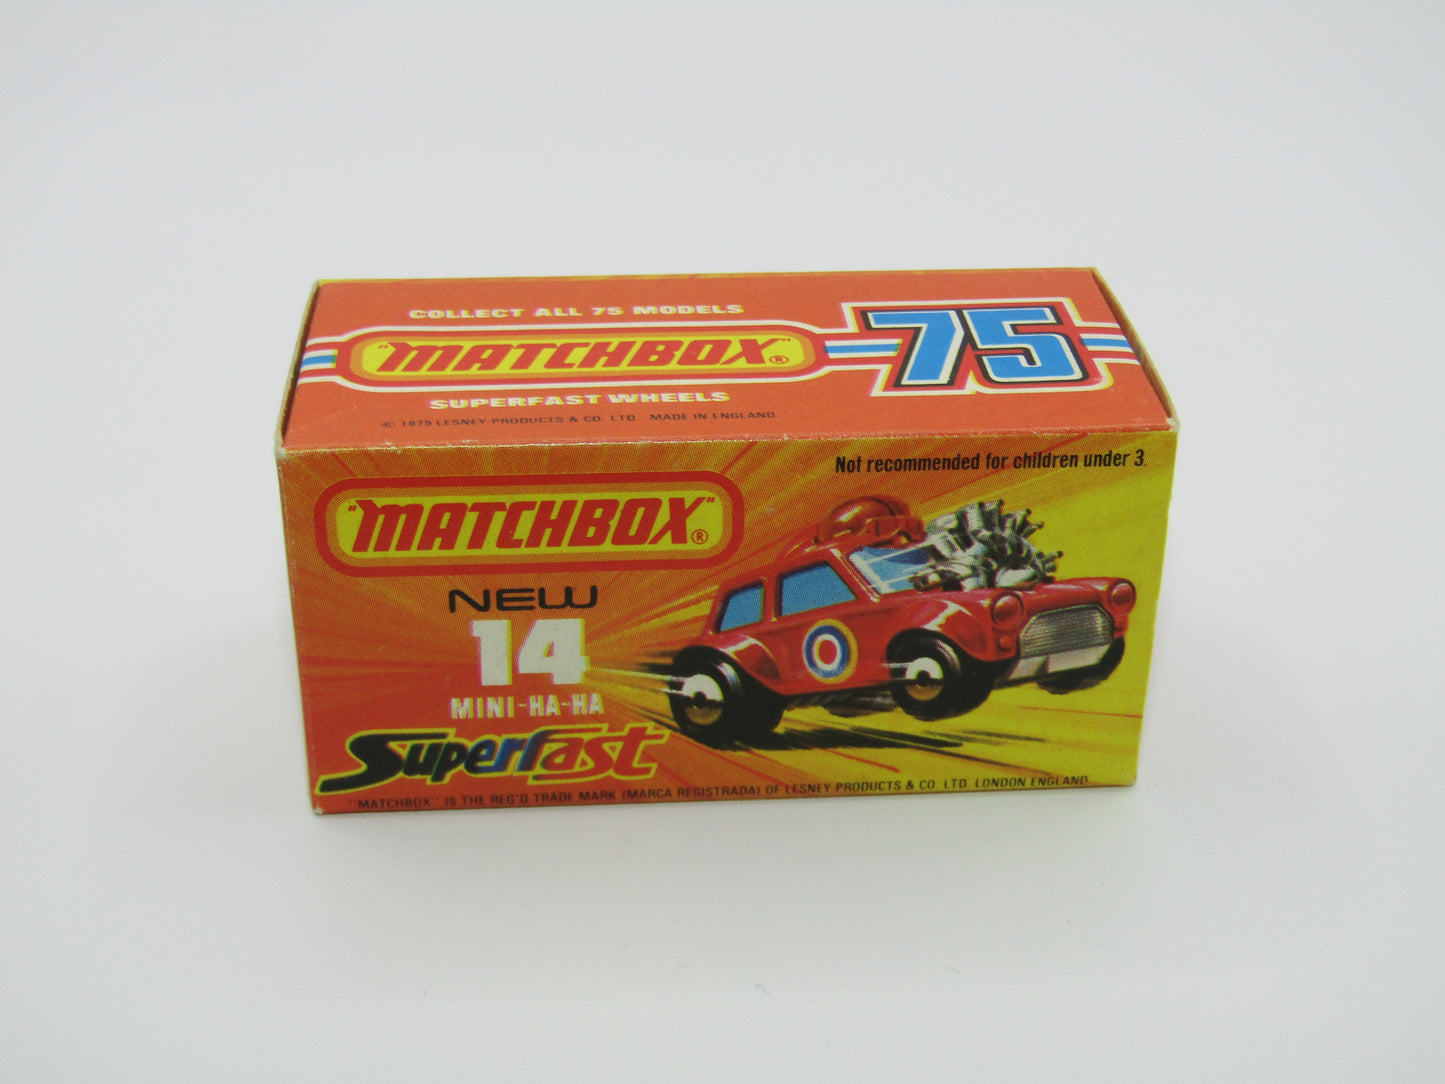 COLLECT ALL 75 MODELS
"MATCHBOX"®
75
SUPERFAST WHEELS
© 1975 LESNEY PRODUCTS & CO. LTD. MADE IN ENGLAND
Not recommended for children under 3.
"MATCHBOX"®
NEW
14
MINI-HA-HA
Superfast
"MATCHBOX" IS THE REG'D TRADE MARK (MARCA REGISTRADA) OF LESNEY PRODUCTS & CO. LTD. LONDON ENGLAND